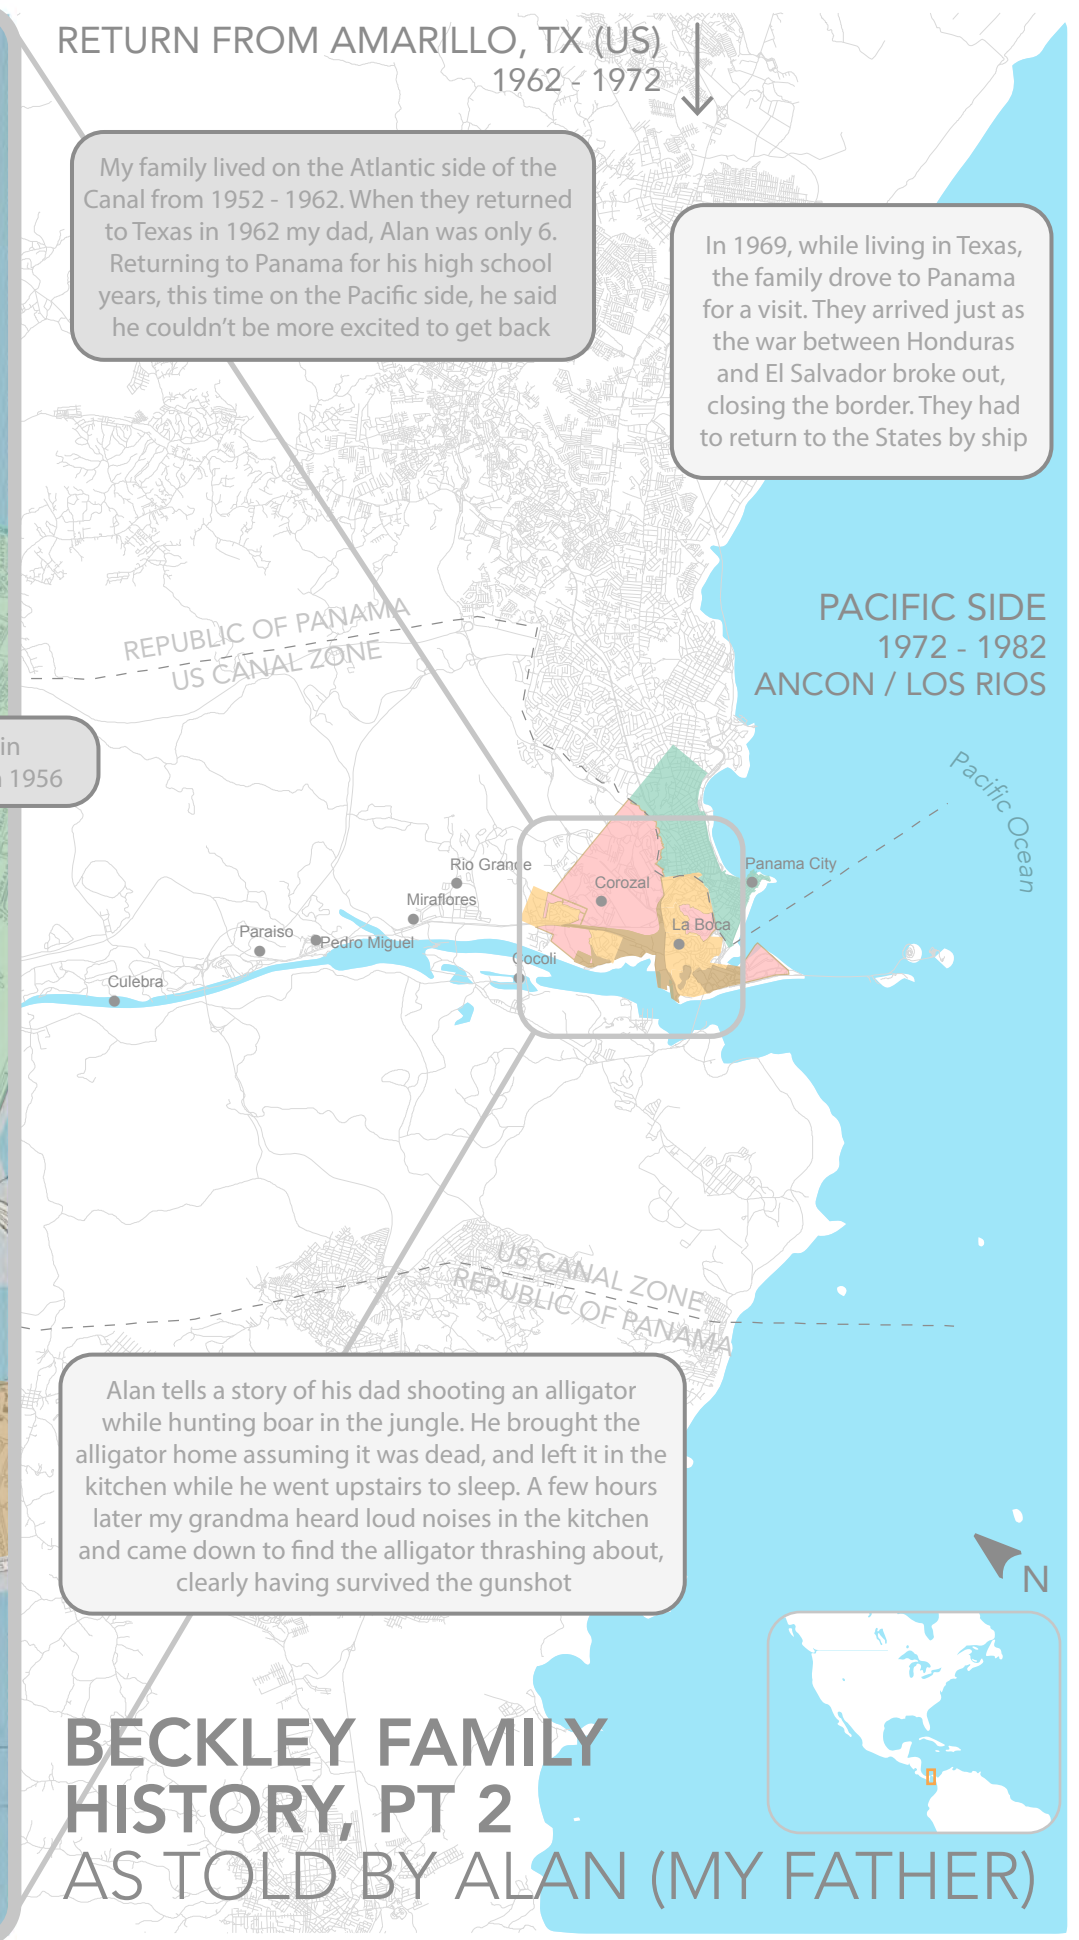 RETURN FROM AMARILLO, TX (US)
1962 - 1972
My family lived on the Atlantic side of the
Canal from 1952 - 1962. When they returned
to Texas in 1962 my dad, Alan was only 6.
Returning to Panama for his high school
years, this time on the Pacific side, he said
he couldn't be more excited to get back
In 1969, while living in Texas,
the family drove to Panama
for a visit. They arrived just as
the war between Honduras
and El Salvador broke out,
closing the border. They had
to return to the States by ship
PACIFIC SIDE
1972 - 1982
ANCON / LOS RIOS
REPUBLIC OF PANAMA
US CANAL ZONE
in
1956
Pacific Ocean
Panama City
Rio Grande
Corozal
Miraflores
La Boca
Paraiso
Pedro Miguel
Cocoli
Culebra
US CANAL ZONE
REPUBLIC OF PANAMA
Alan tells a story of his dad shooting an alligator
while hunting boar in the jungle. He brought the
alligator home assuming it was dead, and left it in the
kitchen while he went upstairs to sleep. A few hours
later my grandma heard loud noises in the kitchen
and came down to find the alligator thrashing about,
clearly having survived the gunshot
N
BECKLEY FAMILY
HISTORY, PT 2
AS TOLD BY ALAN (MY FATHER)